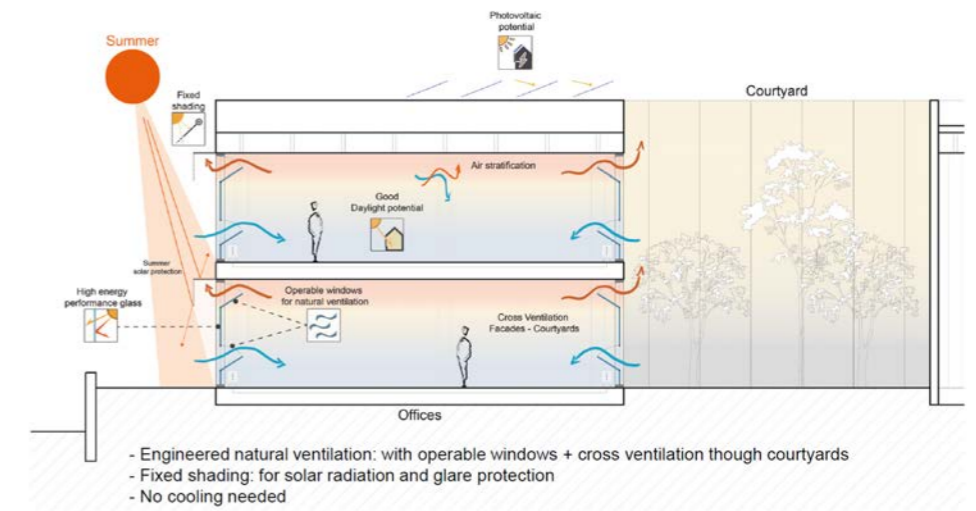 Photovoltaic
potential
Summer
Fixed
shading
Courtyard
Air stratification
Good
Daylight potential
Summer
solar protection
High energy
performance glass
Operable windows
for natural ventilation
Cross Ventilation
Facades - Courtyards
Offices
- Engineered natural ventilation: with operable windows + cross ventilation though courtyards
- Fixed shading: for solar radiation and glare protection
- No cooling needed